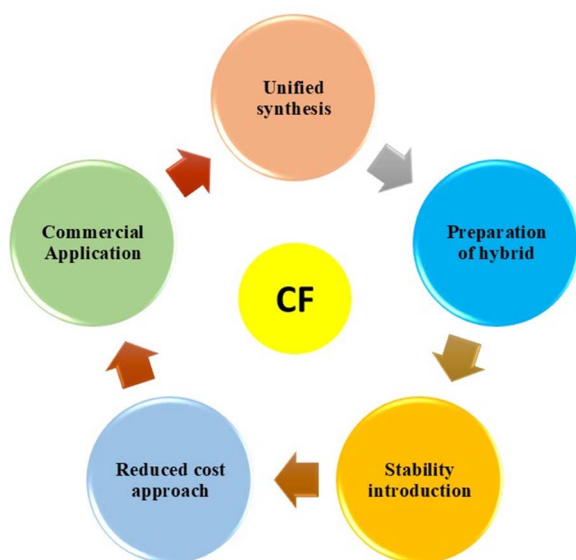 Unified
synthesis
Commercial
Application
Preparation
of hybrid
CF
Reduced cost
approach
Stability
introduction